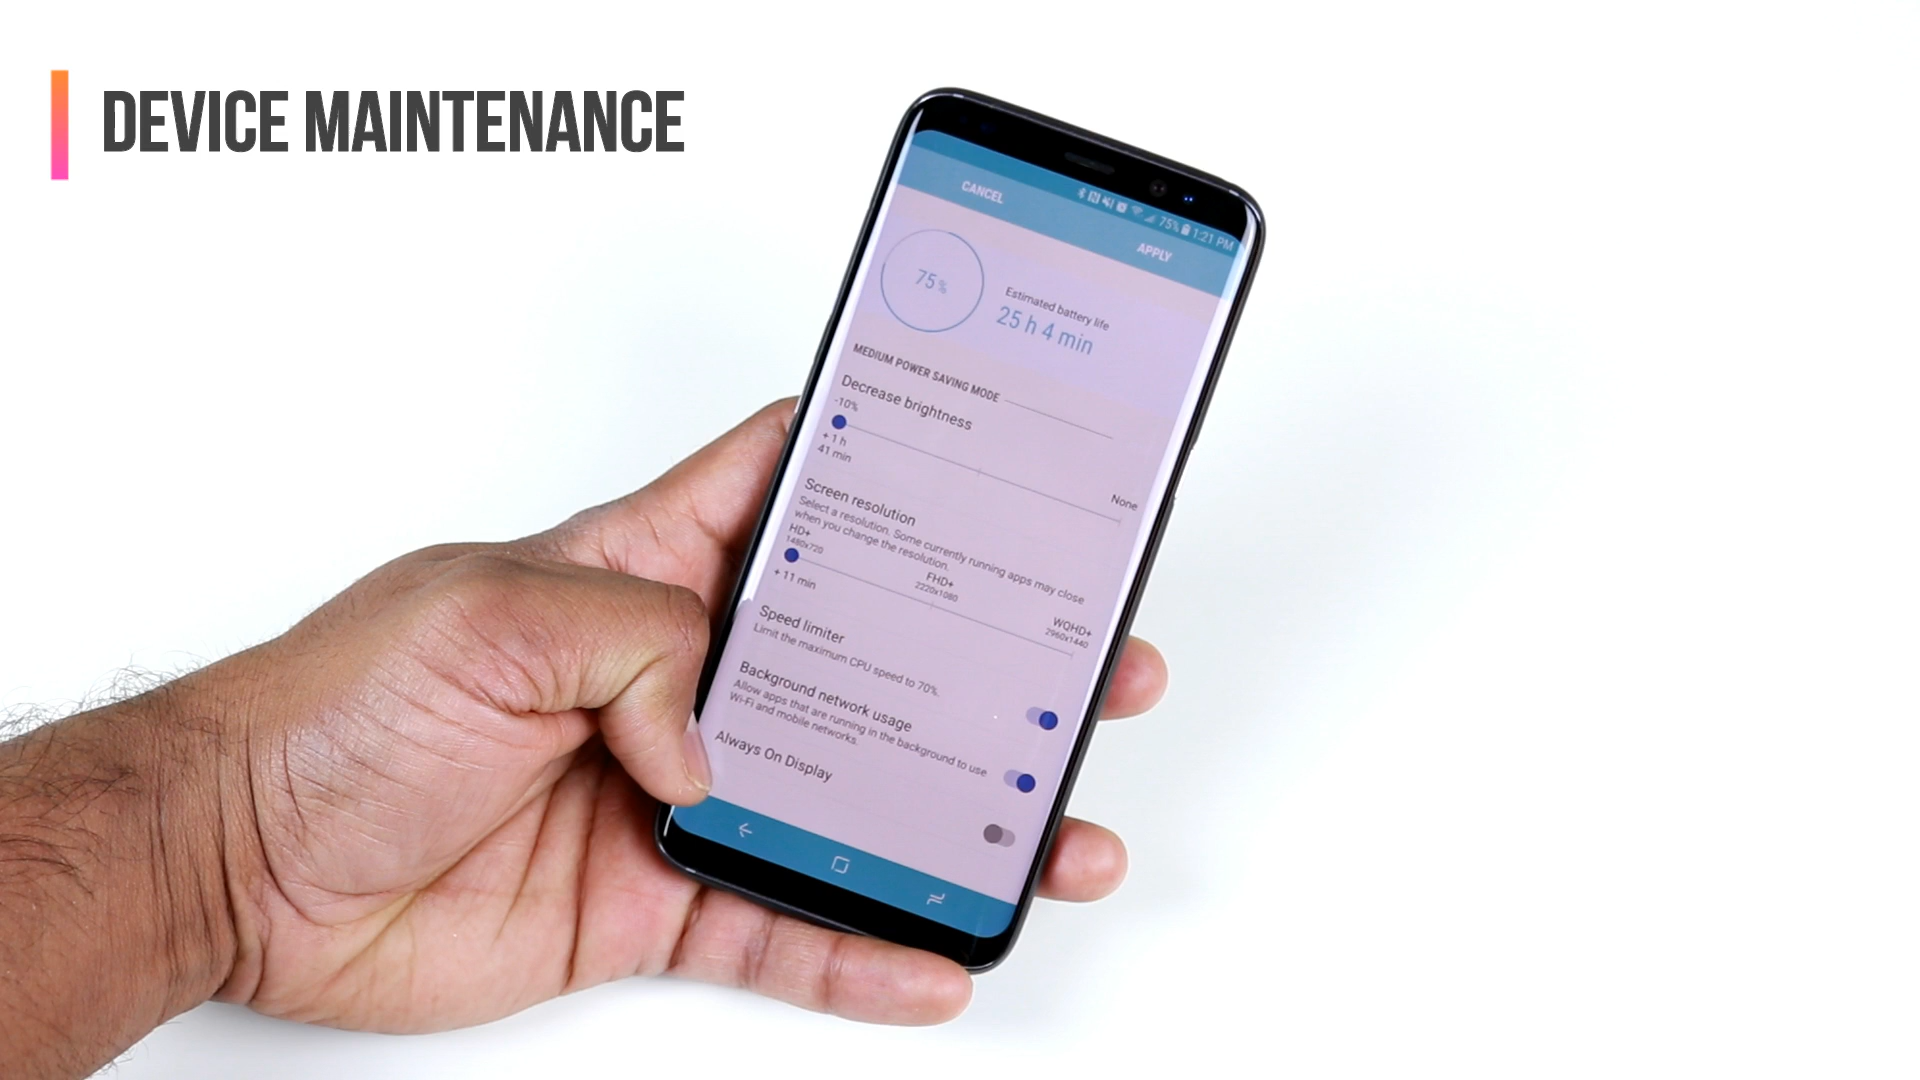 DEVICE MAINTENANCE
75% 1:21 PM
CANCEL
APPLY
75%
Estimated battery life
25 h 4 min
MEDIUM POWER SAVING MODE
Decrease brightness
-10%
None
+ 1 h
41 min
Screen resolution
Select a resolution. Some currently running apps may close
when you change the resolution.
HD+
1480x720
FHD+
2220x1080
WQHD+
2960x1440
+ 11 min
Speed limiter
Limit the maximum CPU speed to 70%.
Background network usage
Allow apps that are running in the background to use
Wi-Fi and mobile networks.
Always On Display